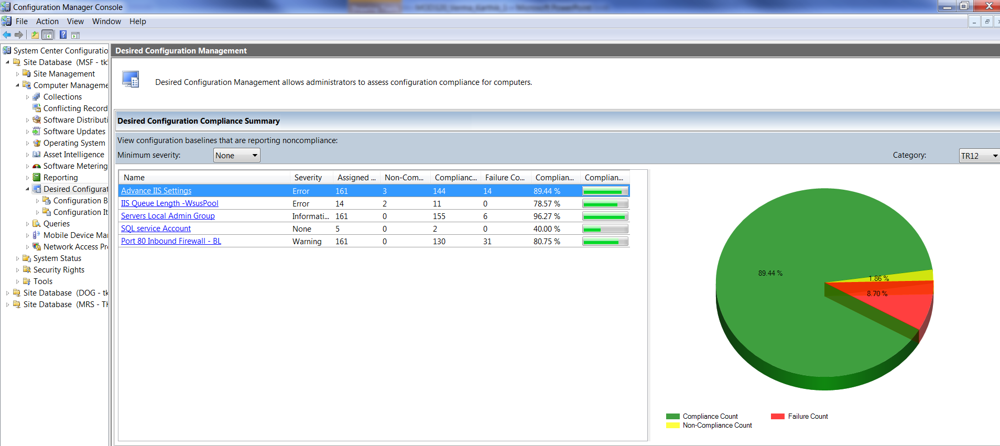 Configuration Manager Console
File Action View Window Help
System Center Configuratio
Site Database (MSF - tk
Site Management
Computer Manageme
Collections
Conflicting Record
Software Distributi
Software Updates
Operating System
Asset Intelligence
Software Metering
Reporting
Desired Configurat
Configuration B
Configuration It
Queries
Mobile Device Mar
Network Access Pr
System Status
Security Rights
Tools
Site Database (DOG - tk
Site Database (MRS - TK
Desired Configuration Management
Desired Configuration Management allows administrators to assess configuration compliance for computers.
Desired Configuration Compliance Summary
View configuration baselines that are reporting noncompliance:
Minimum severity: None Category: TR12
Name Severity Assigned ... Non-Com... Complianc... Failure Co... Complian... Complian...
Advance IIS Settings Error 161 3 144 14 89.44 %
IIS Queue Length -WsusPool Error 14 2 11 0 78.57 %
Servers Local Admin Group Informati... 161 0 155 6 96.27 %
SQL service Account None 5 0 2 0 40.00 %
Port 80 Inbound Firewall - BL Warning 161 0 130 31 80.75 %
89.44 %
1.86 %
8.70 %
Compliance Count
Failure Count
Non-Compliance Count